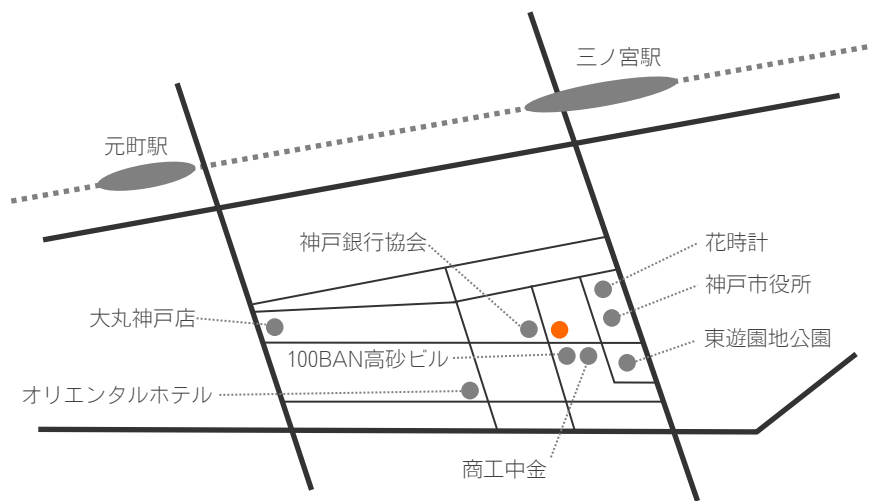 三ノ宮駅
元町駅
神戸銀行協会
花時計
神戸市役所
大丸神戸店
東遊園地公園
100BAN高砂ビル
オリエンタルホテル
商工中金